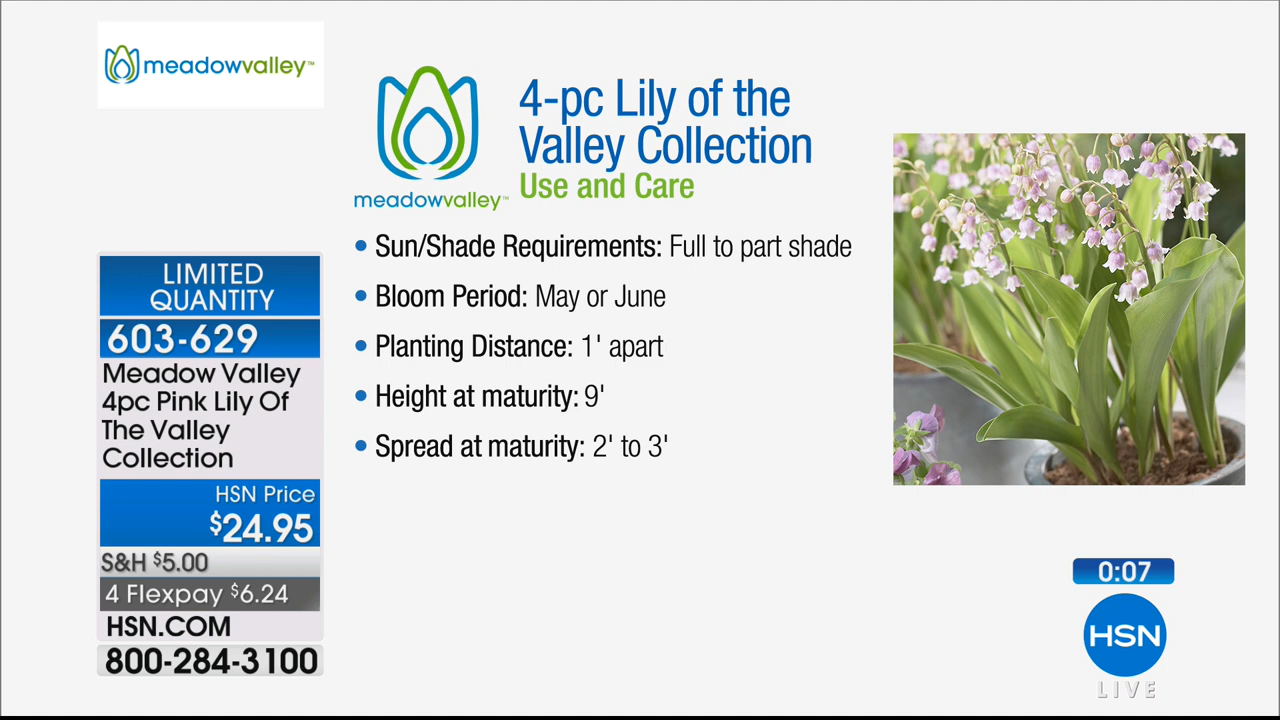 meadowvalley™
meadowvalley™
4-pc Lily of the
Valley Collection
Use and Care
• Sun/Shade Requirements: Full to part shade
• Bloom Period: May or June
• Planting Distance: 1' apart
• Height at maturity: 9'
• Spread at maturity: 2' to 3'
LIMITED
QUANTITY
603-629
Meadow Valley
4pc Pink Lily Of
The Valley
Collection
HSN Price
$24.95
S&H $5.00
4 Flexpay $6.24
HSN.COM
800-284-3100
0:07
HSN
LIVE